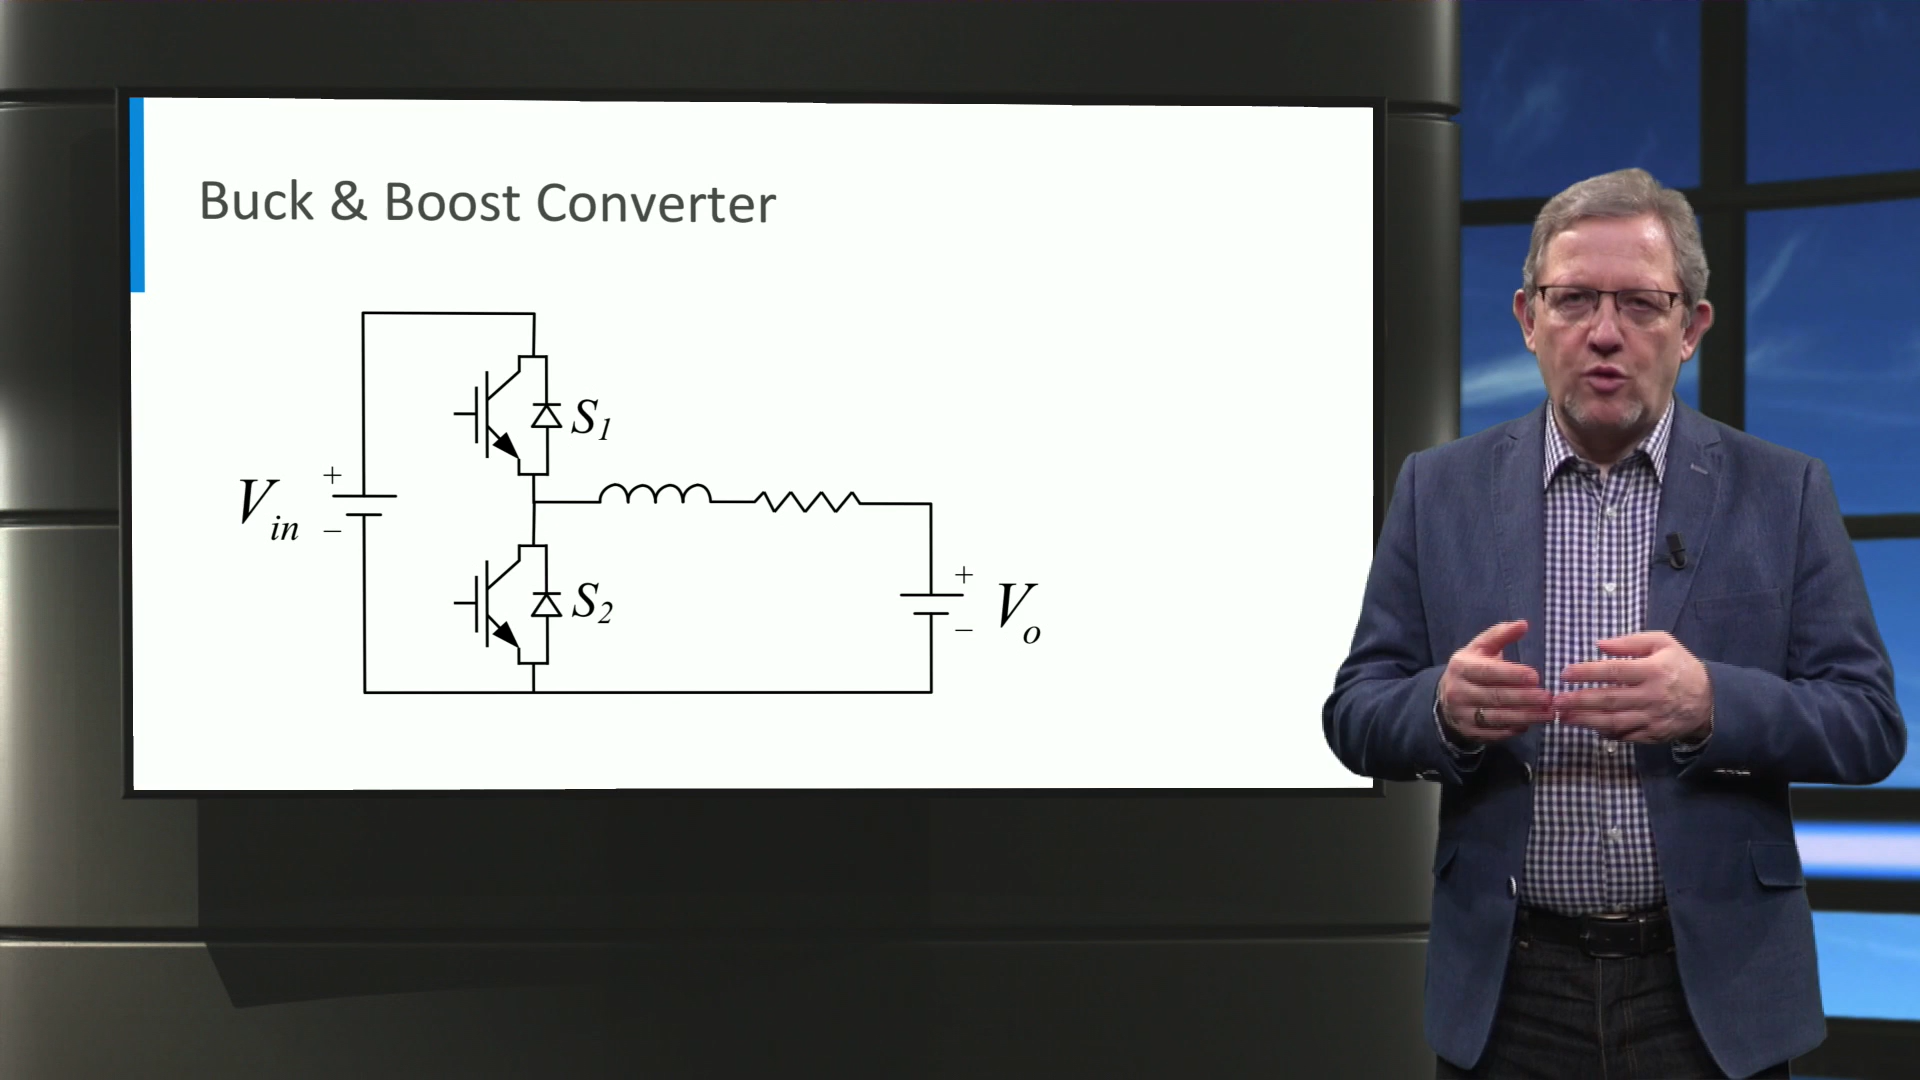 Buck & Boost Converter
S1
+
Vin
−
S2
+
Vo
−